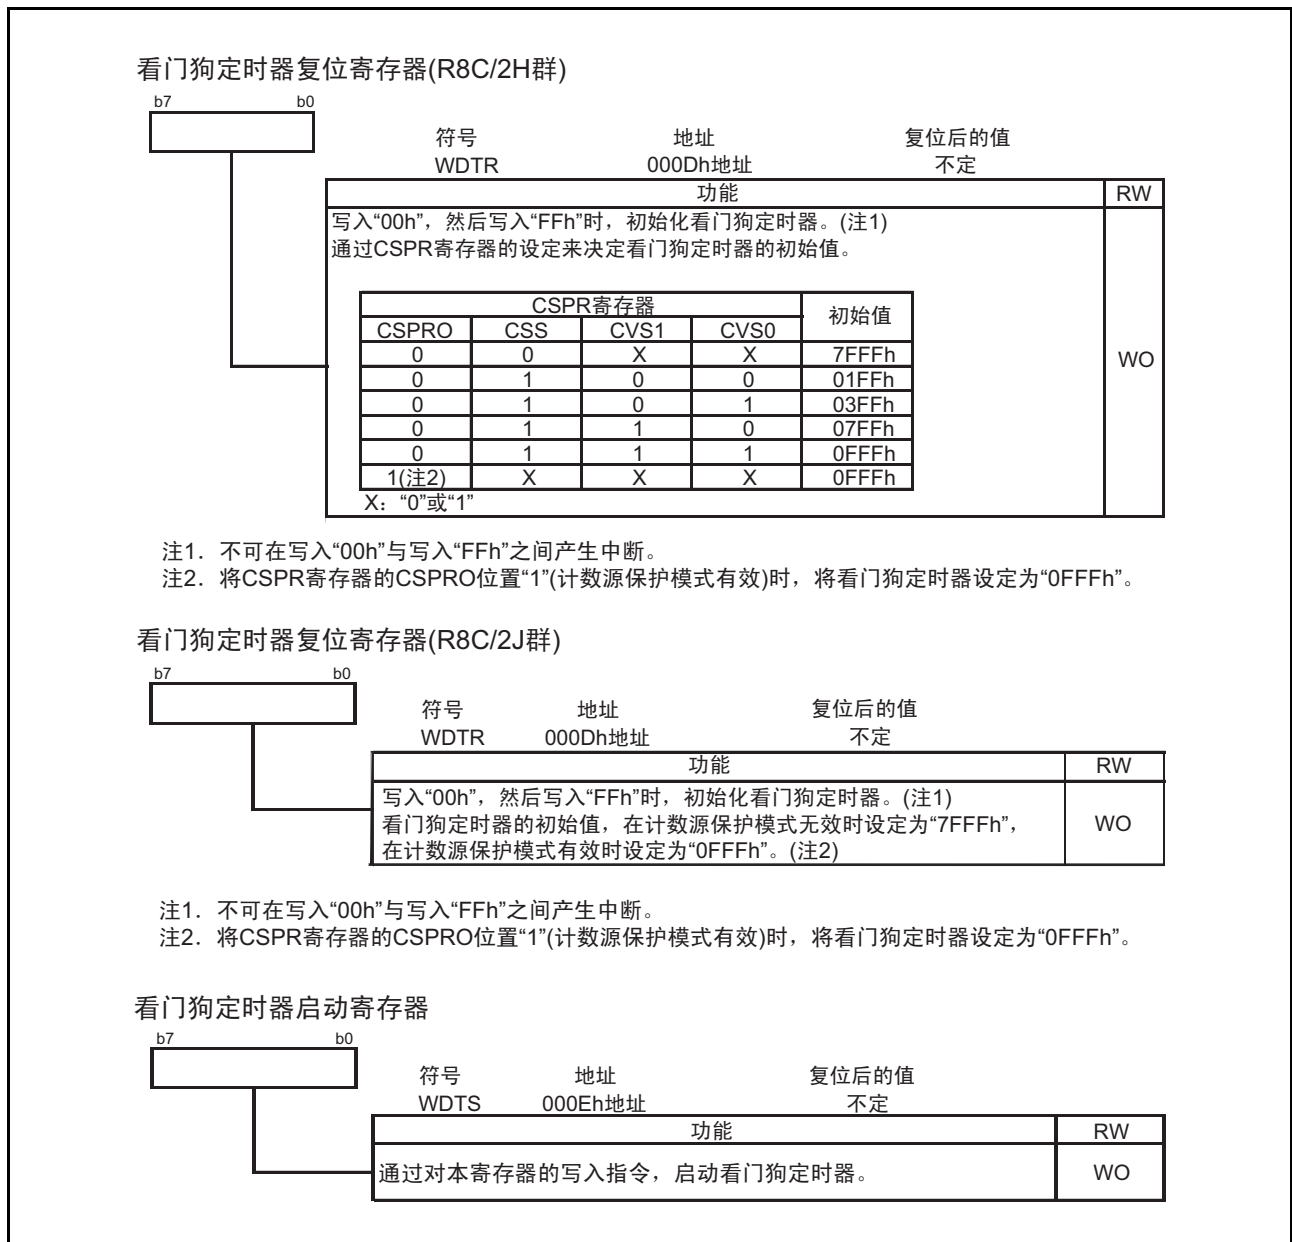 看门狗定时器复位寄存器(R8C/2H群)
b7 b0
符号 地址 复位后的值
WDTR 000Dh地址 不定
功能 RW
写入“00h”，然后写入“FFh”时，初始化看门狗定时器。(注1)
通过CSPR寄存器的设定来决定看门狗定时器的初始值。
CSPR寄存器 初始值
CSPRO CSS CVS1 CVS0
0 0 X X 7FFFh
WO
0 1 0 0 01FFh
0 1 0 1 03FFh
0 1 1 0 07FFh
0 1 1 1 0FFFh
1(注2) X X X 0FFFh
X：“0”或“1”
注1．不可在写入“00h”与写入“FFh”之间产生中断。
注2．将CSPR寄存器的CSPRO位置“1”(计数源保护模式有效)时，将看门狗定时器设定为“0FFFh”。
看门狗定时器复位寄存器(R8C/2J群)
b7 b0
符号 地址 复位后的值
WDTR 000Dh地址 不定
功能 RW
写入“00h”，然后写入“FFh”时，初始化看门狗定时器。(注1)
看门狗定时器的初始值，在计数源保护模式无效时设定为“7FFFh”， WO
在计数源保护模式有效时设定为“0FFFh”。(注2)
注1．不可在写入“00h”与写入“FFh”之间产生中断。
注2．将CSPR寄存器的CSPRO位置“1”(计数源保护模式有效)时，将看门狗定时器设定为“0FFFh”。
看门狗定时器启动寄存器
b7 b0
符号 地址 复位后的值
WDTS 000Eh地址 不定
功能 RW
通过对本寄存器的写入指令，启动看门狗定时器。 WO